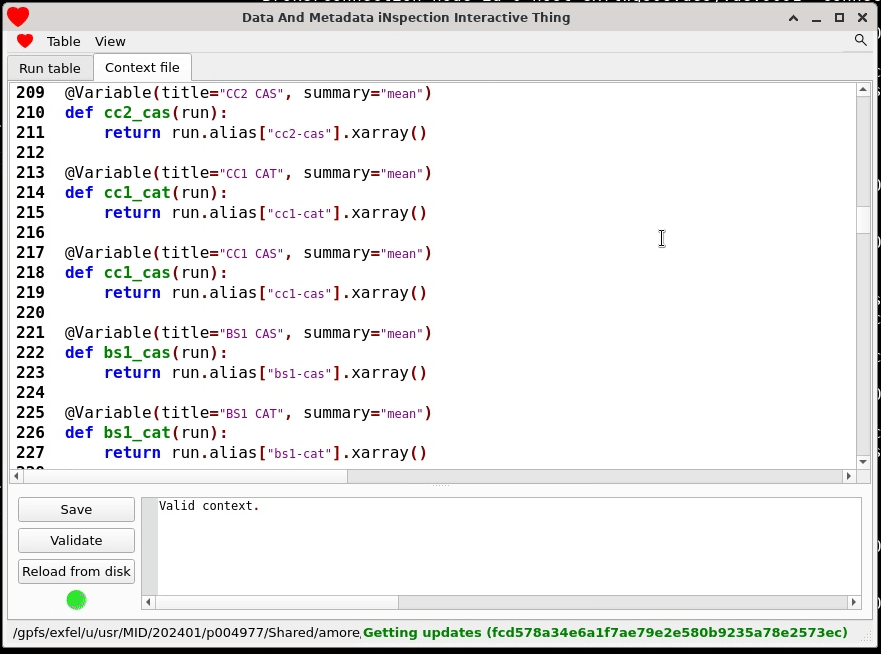 Data And Metadata iNspection Interactive Thing
Table View
Run table Context file
209 @Variable(title="CC2 CAS", summary="mean")
210 def cc2_cas(run):
211 return run.alias["cc2-cas"].xarray()
212
213 @Variable(title="CC1 CAT", summary="mean")
214 def cc1_cat(run):
215 return run.alias["cc1-cat"].xarray()
216
217 @Variable(title="CC1 CAS", summary="mean")
218 def cc1_cas(run):
219 return run.alias["cc1-cas"].xarray()
220
221 @Variable(title="BS1 CAS", summary="mean")
222 def bs1_cas(run):
223 return run.alias["bs1-cas"].xarray()
224
225 @Variable(title="BS1 CAT", summary="mean")
226 def bs1_cat(run):
227 return run.alias["bs1-cat"].xarray()
Save
Valid context.
Validate
Reload from disk
/gpfs/exfel/u/usr/MID/202401/p004977/Shared/amore Getting updates (fcd578a34e6a1f7ae79e2e580b9235a78e2573ec)